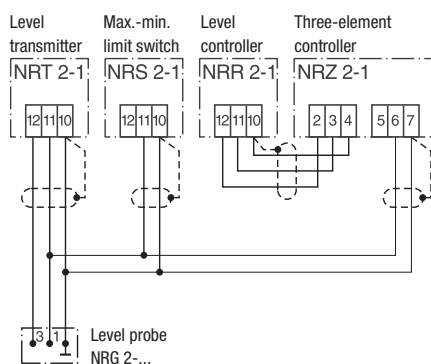 Level transmitter
Max.-min. limit switch
Level controller
Three-element controller
NRT 2-1
NRS 2-1
NRR 2-1
NRZ 2-1
12 11 10
12 11 10
12 11 10
2 3 4
5 6 7
3 1
Level probe
NRG 2-...